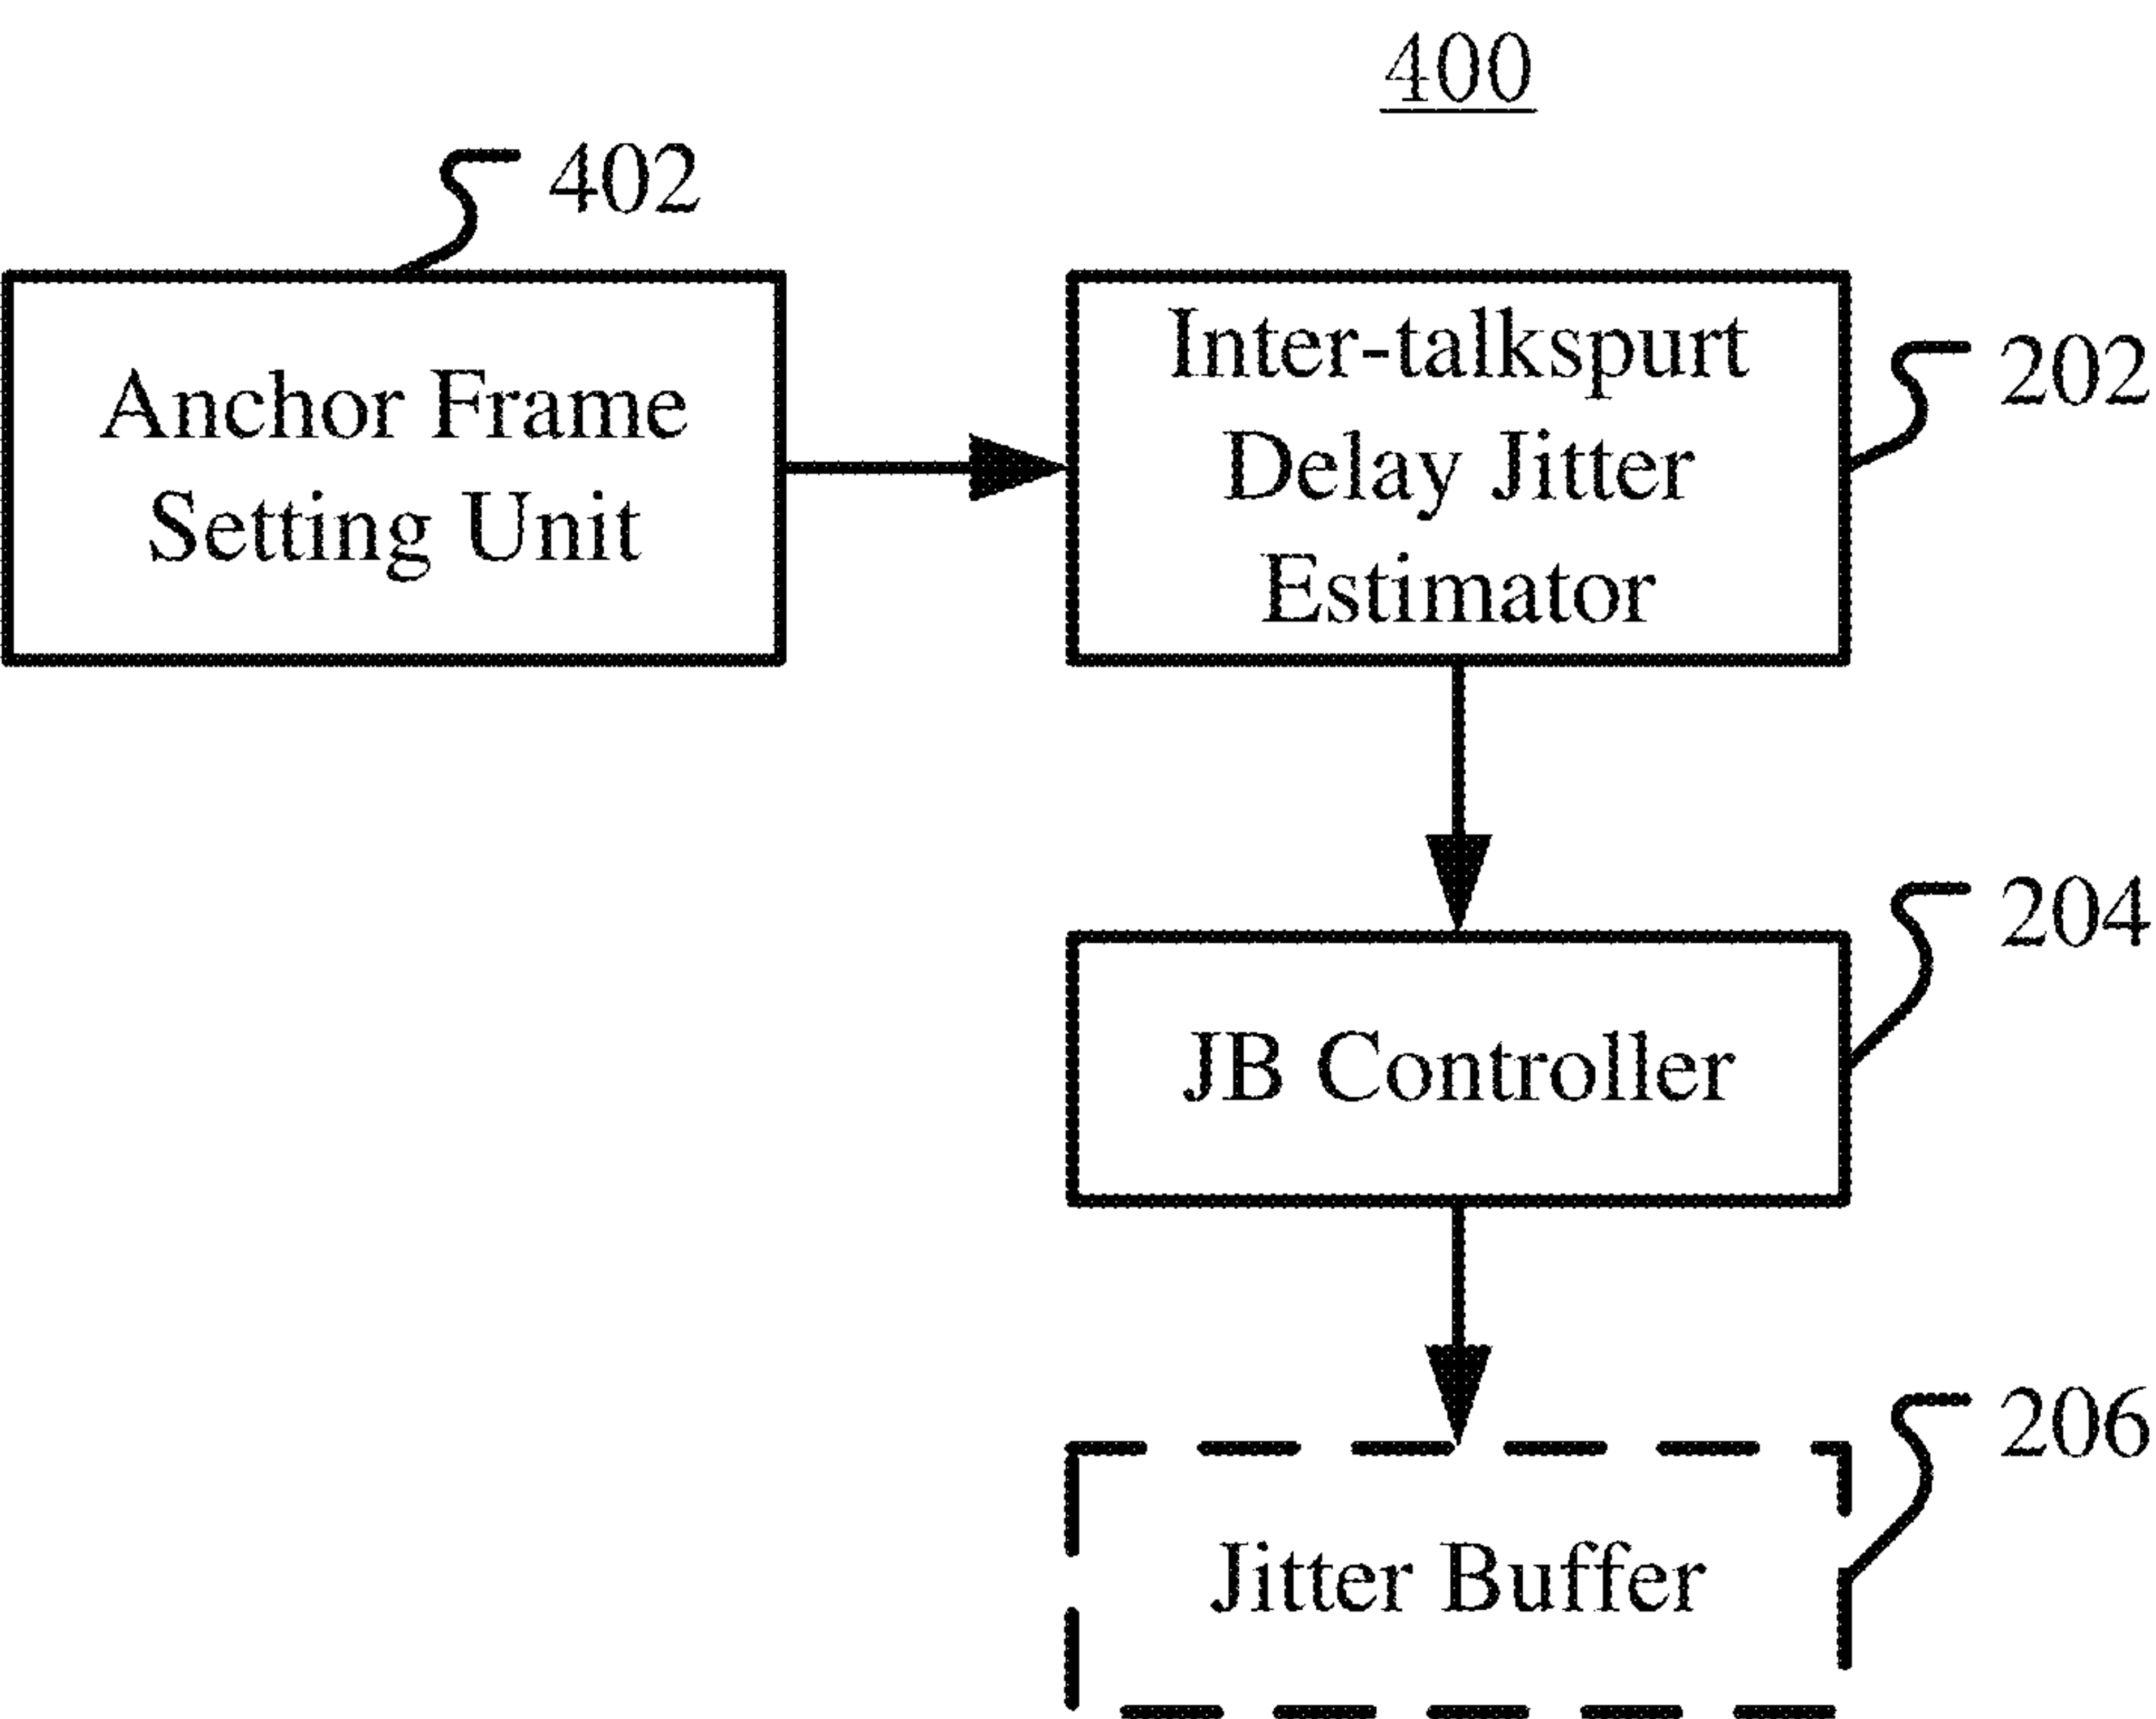 400
402
Anchor Frame
Setting Unit
Inter-talkspurt
Delay Jitter
Estimator
202
JB Controller
204
Jitter Buffer
206